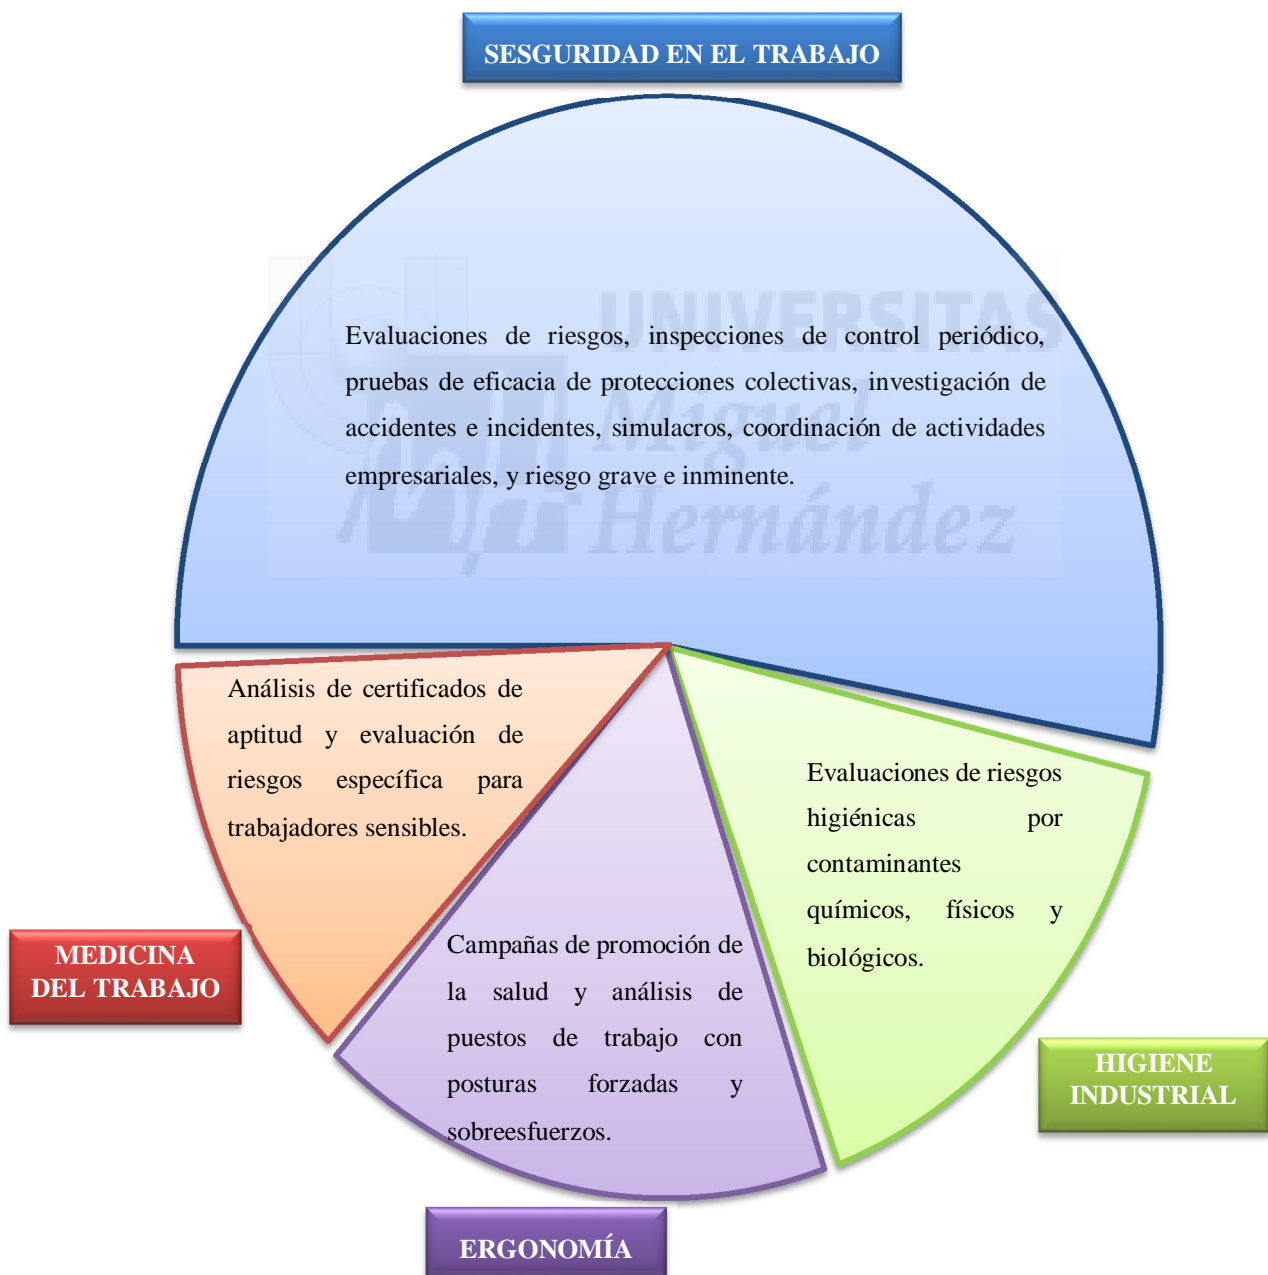 SESGURIDAD EN EL TRABAJO
UNIVERSITAS
Miguel
Hernández
Evaluaciones de riesgos, inspecciones de control periódico,
pruebas de eficacia de protecciones colectivas, investigación de
accidentes e incidentes, simulacros, coordinación de actividades
empresariales, y riesgo grave e inminente.
Análisis de certificados de
aptitud y evaluación de
riesgos específica para
trabajadores sensibles.
Evaluaciones de riesgos
higiénicas por
contaminantes
químicos, físicos y
biológicos.
MEDICINA
DEL TRABAJO
Campañas de promoción de
la salud y análisis de
puestos de trabajo con
posturas forzadas y
sobreesfuerzos.
HIGIENE
INDUSTRIAL
ERGONOMÍA